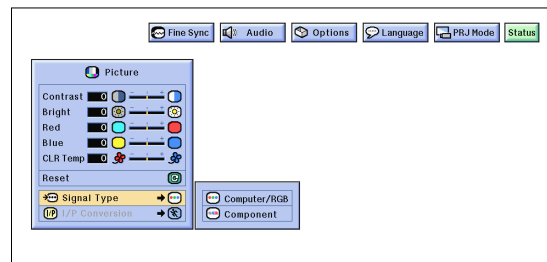 Fine Sync Audio Options Language PRJ Mode Status
Picture
Contrast 0
Bright 0
Red 0
Blue 0
CLR Temp 0
Reset
Signal Type
I/P I/P Conversion
Computer/RGB
Component